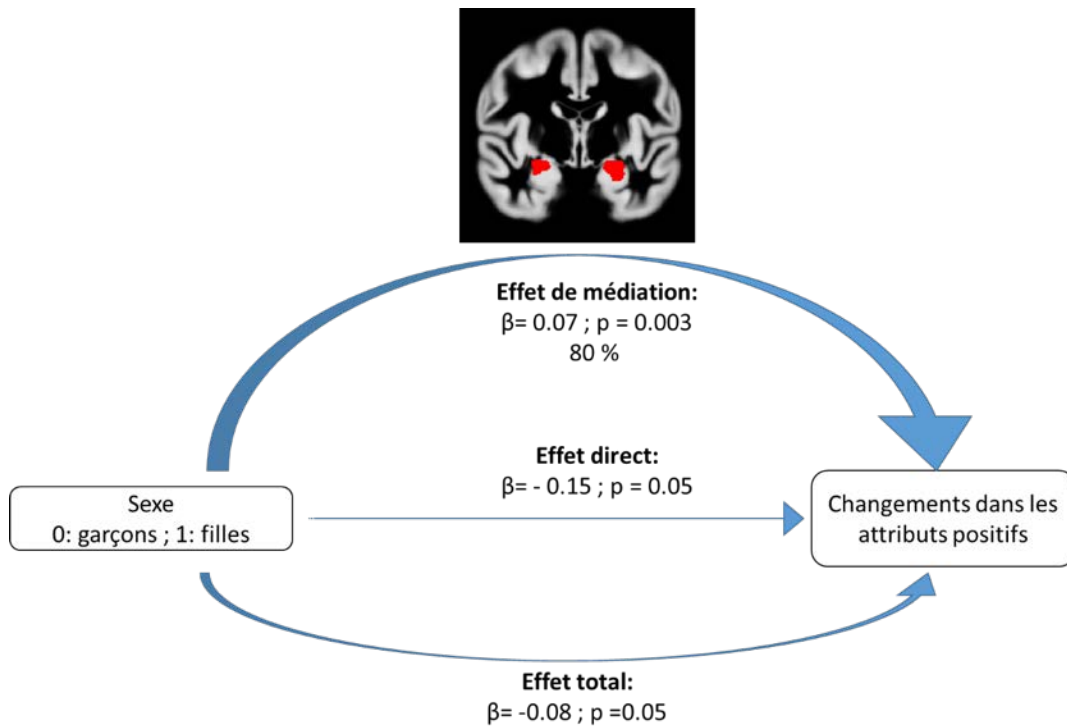 Effet de médiation:
β= 0.07 ; p = 0.003
80 %
Effet direct:
β= - 0.15 ; p = 0.05
Sexe
0: garçons ; 1: filles
Changements dans les
attributs positifs
Effet total:
β= -0.08 ; p =0.05